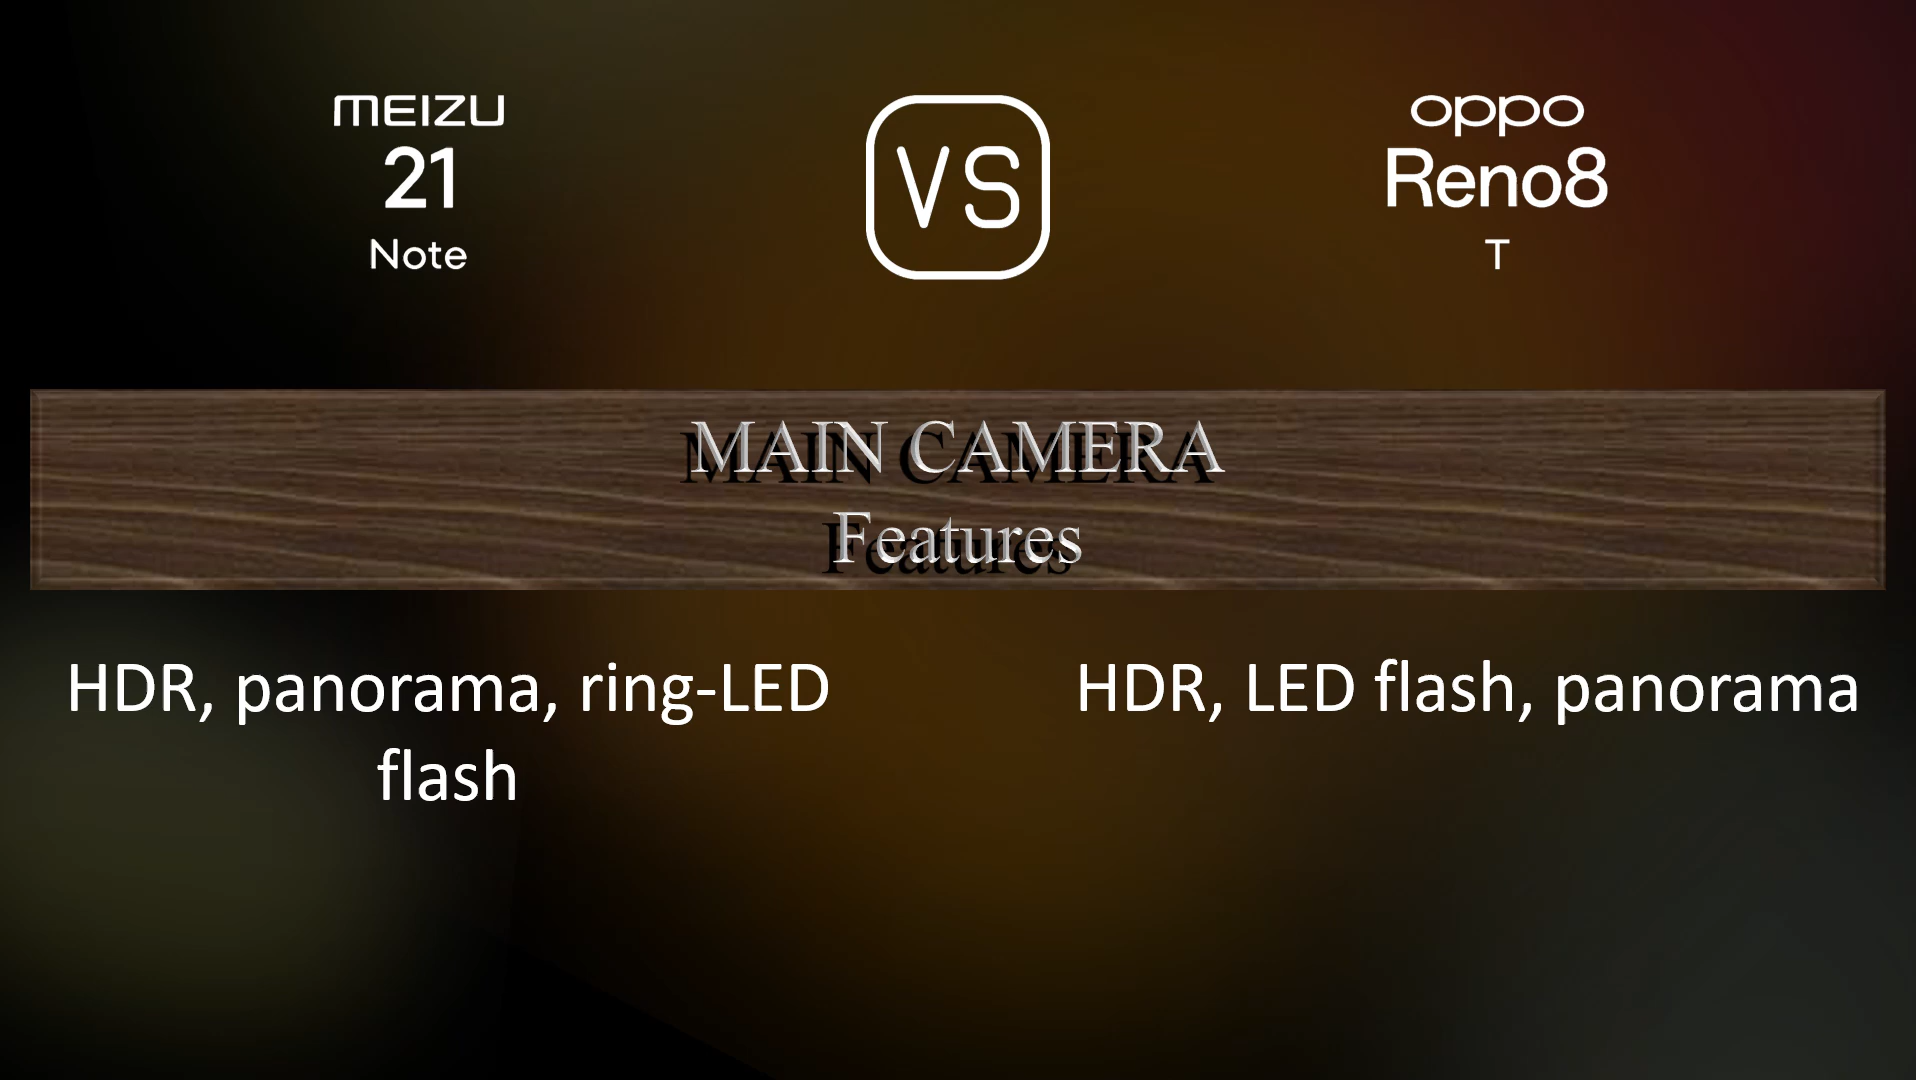 MEIZU
21
Note
VS
oppo
Reno8
T
MAIN CAMERA
Features
HDR, panorama, ring-LED
flash
HDR, LED flash, panorama